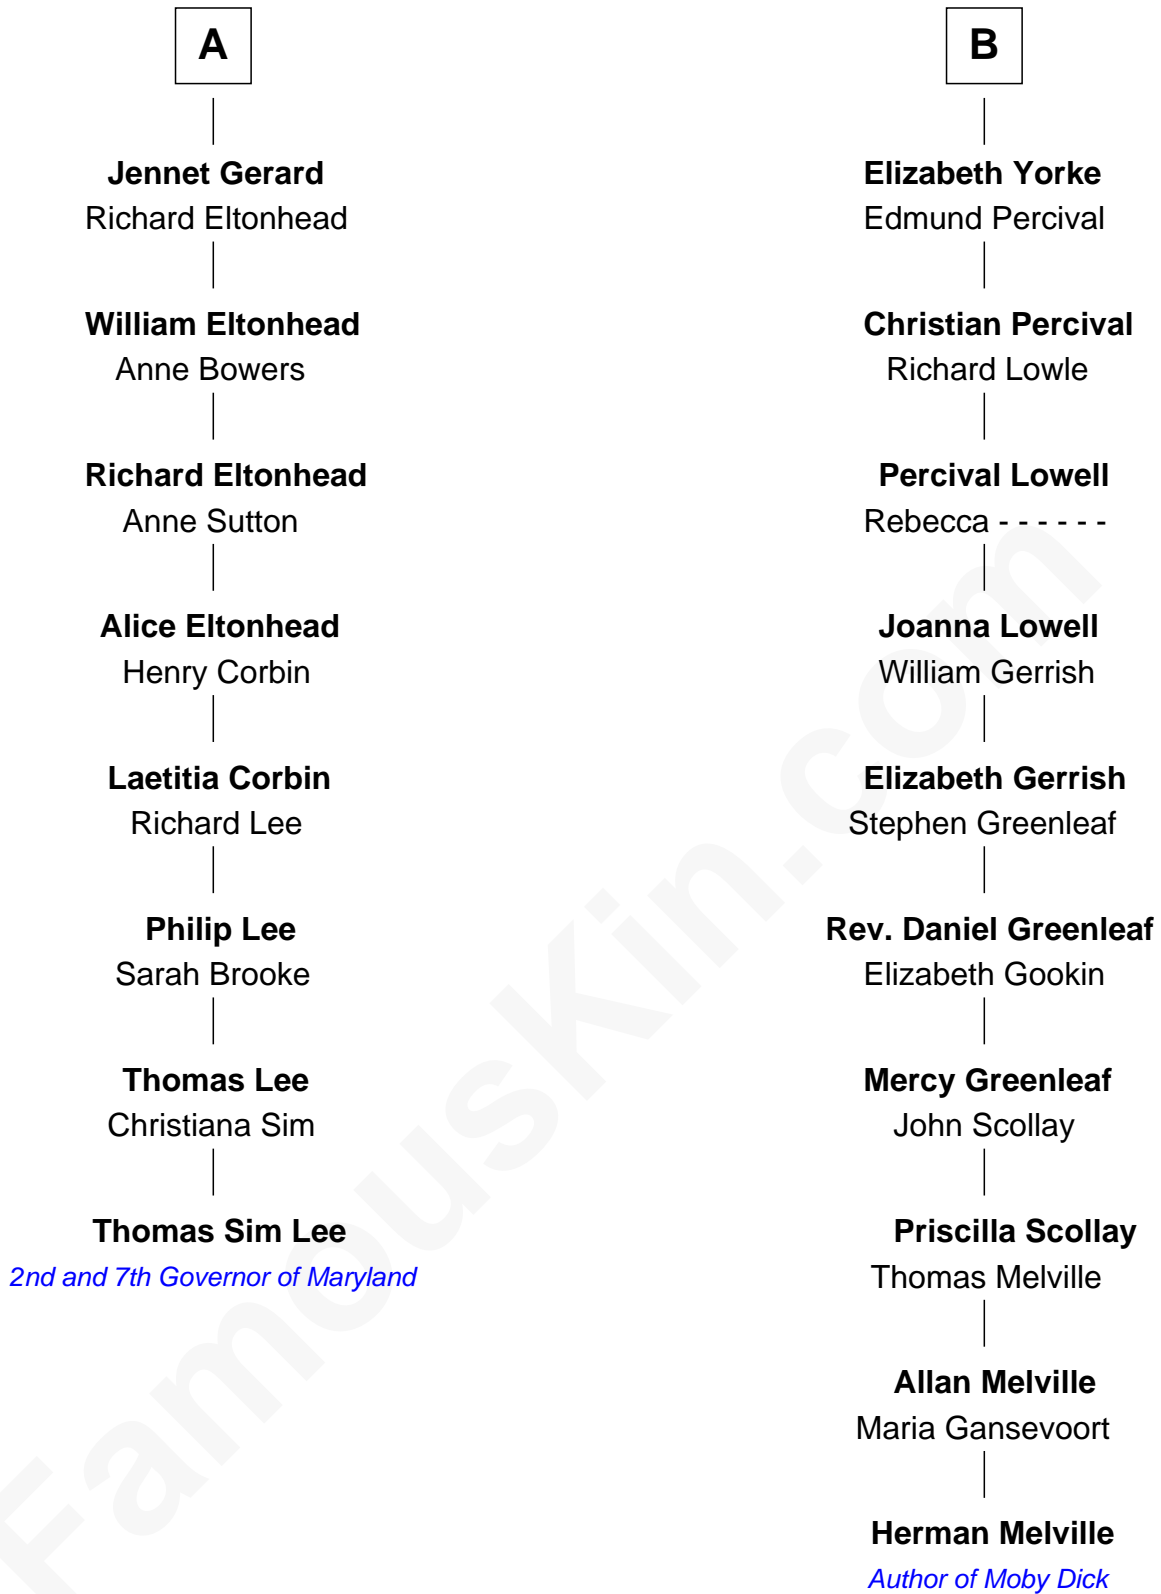 A
Jennet Gerard
Richard Eltonhead
William Eltonhead
Anne Bowers
Richard Eltonhead
Anne Sutton
Alice Eltonhead
Henry Corbin
Laetitia Corbin
Richard Lee
Philip Lee
Sarah Brooke
Thomas Lee
Christiana Sim
Thomas Sim Lee
2nd and 7th Governor of Maryland
B
Elizabeth Yorke
Edmund Percival
Christian Percival
Richard Lowle
Percival Lowell
Rebecca - - - - - -
Joanna Lowell
William Gerrish
Elizabeth Gerrish
Stephen Greenleaf
Rev. Daniel Greenleaf
Elizabeth Gookin
Mercy Greenleaf
John Scollay
Priscilla Scollay
Thomas Melville
Allan Melville
Maria Gansevoort
Herman Melville
Author of Moby Dick
FamousKin.com